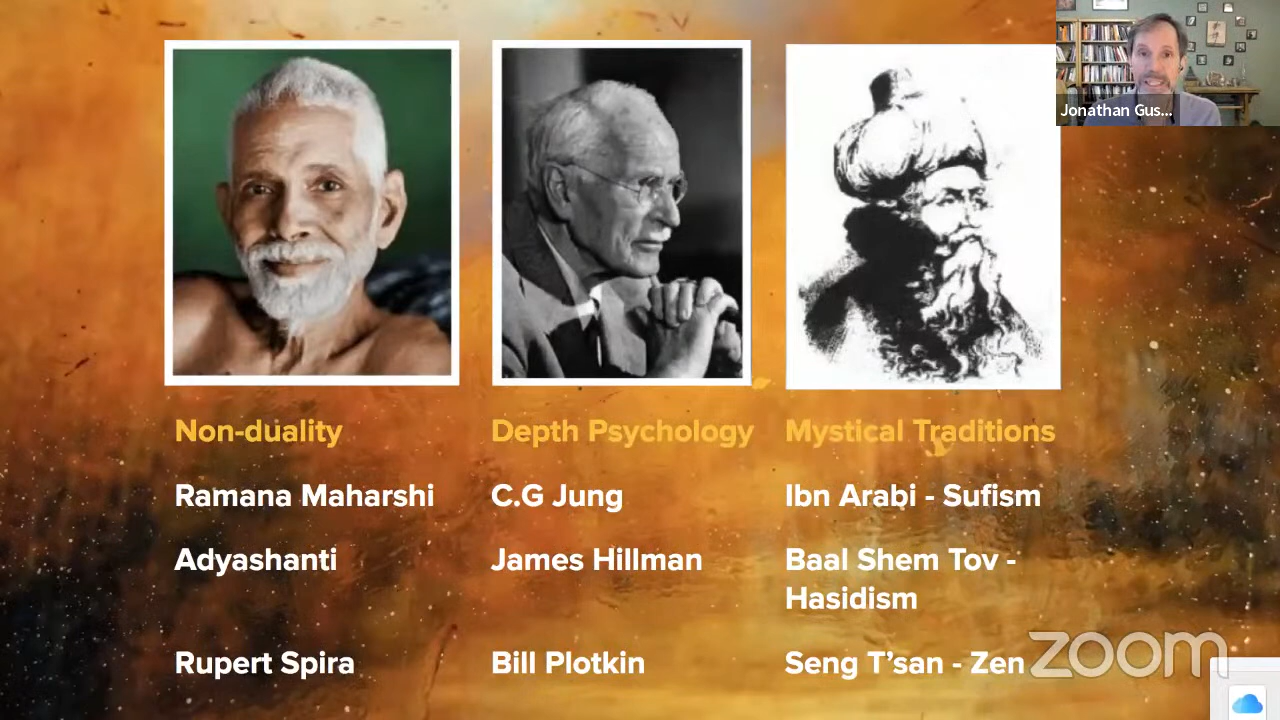 Jonathan Gus...
Non-duality
Depth Psychology
Mystical Traditions
Ramana Maharshi
C.G Jung
Ibn Arabi - Sufism
Adyashanti
James Hillman
Baal Shem Tov -
Hasidism
Rupert Spira
Bill Plotkin
Seng T’san - Zen
zoom